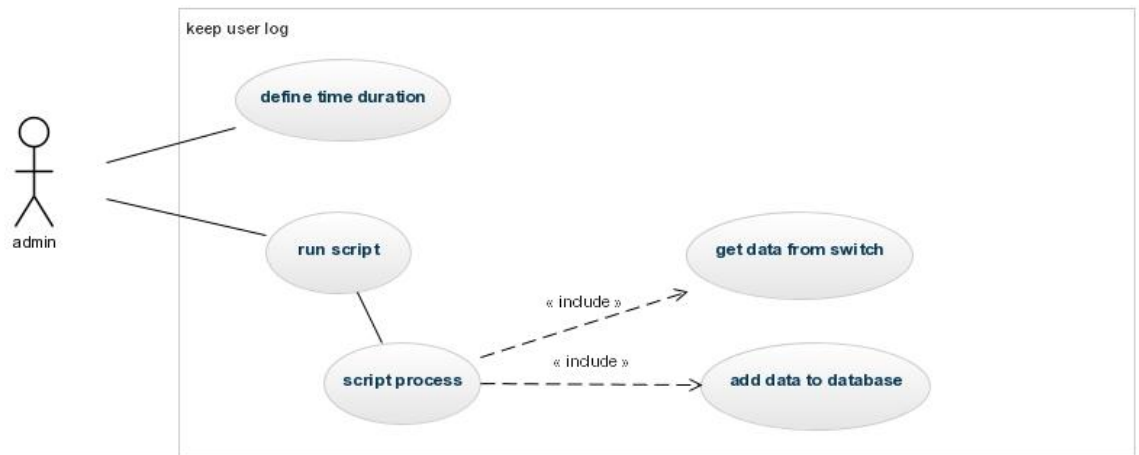 keep user log
define time duration
admin
run script
get data from switch
« include »
« include »
script process
add data to database